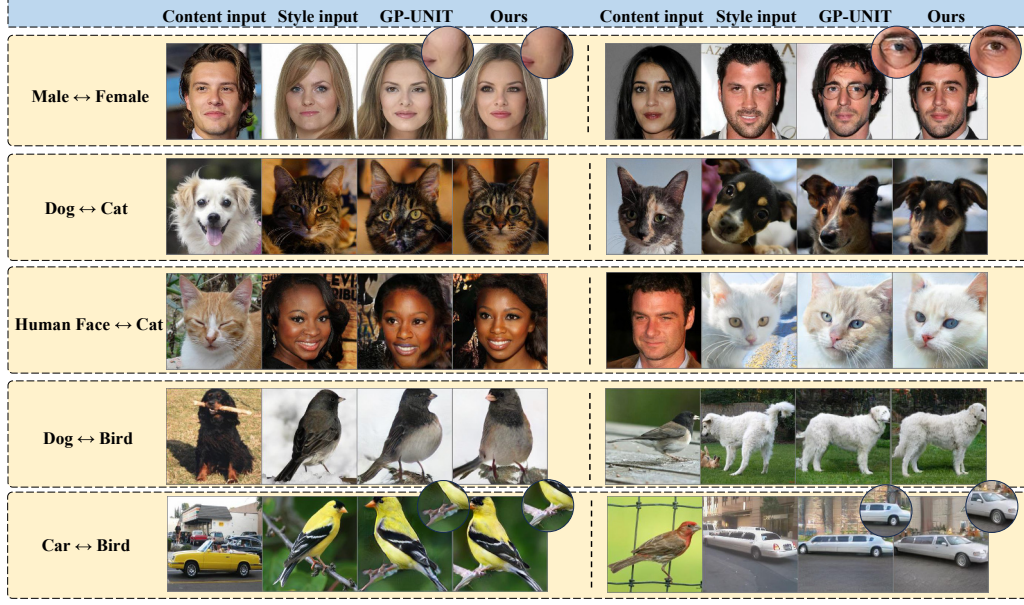 Content input Style input GP-UNIT Ours Content input Style input GP-UNIT Ours
Male ↔ Female
Dog ↔ Cat
Human Face ↔ Cat
Dog ↔ Bird
Car ↔ Bird